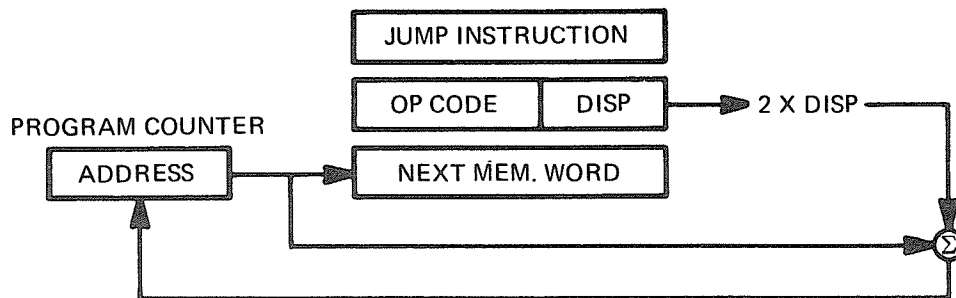 JUMP INSTRUCTION
OP CODE DISP 2 X DISP
PROGRAM COUNTER
ADDRESS NEXT MEM. WORD
Σ